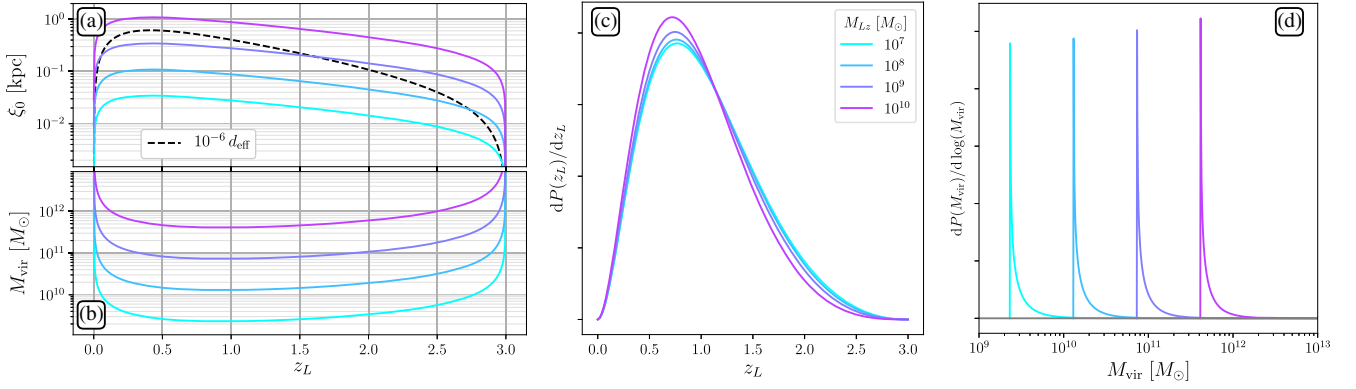 (a)
10^0
10^{-1}
10^{-2}
ξ_0 [kpc]
10^{-6} d_eff
10^{12}
10^{11}
10^{10}
M_vir [M_⊙]
(b)
0.0 0.5 1.0 1.5 2.0 2.5 3.0
z_L
(c)
M_{Lz} [M_⊙]
10^7
10^8
10^9
10^{10}
dP(z_L)/dz_L
0.0 0.5 1.0 1.5 2.0 2.5 3.0
z_L
(d)
dP(M_vir)/d log(M_vir)
10^9 10^{10} 10^{11} 10^{12} 10^{13}
M_vir [M_⊙]